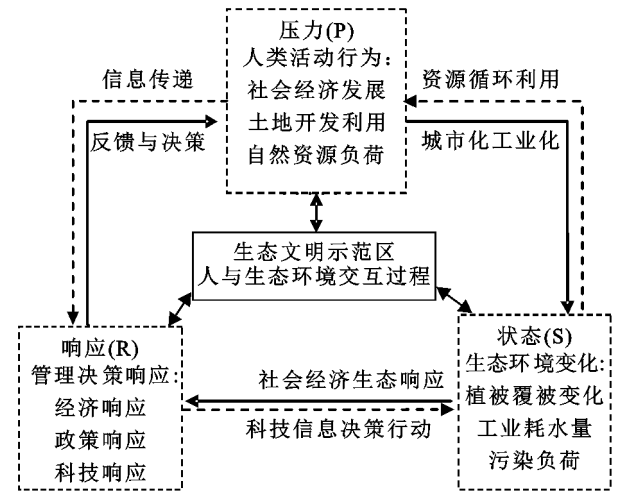 压力(P)
人类活动行为:
社会经济发展
土地开发利用
自然资源负荷
信息传递
反馈与决策
资源循环利用
城市化工业化
生态文明示范区
人与生态环境交互过程
响应(R)
管理决策响应:
经济响应
政策响应
科技响应
社会经济生态响应
科技信息决策行动
状态(S)
生态环境变化:
植被覆被变化
工业耗水量
污染负荷